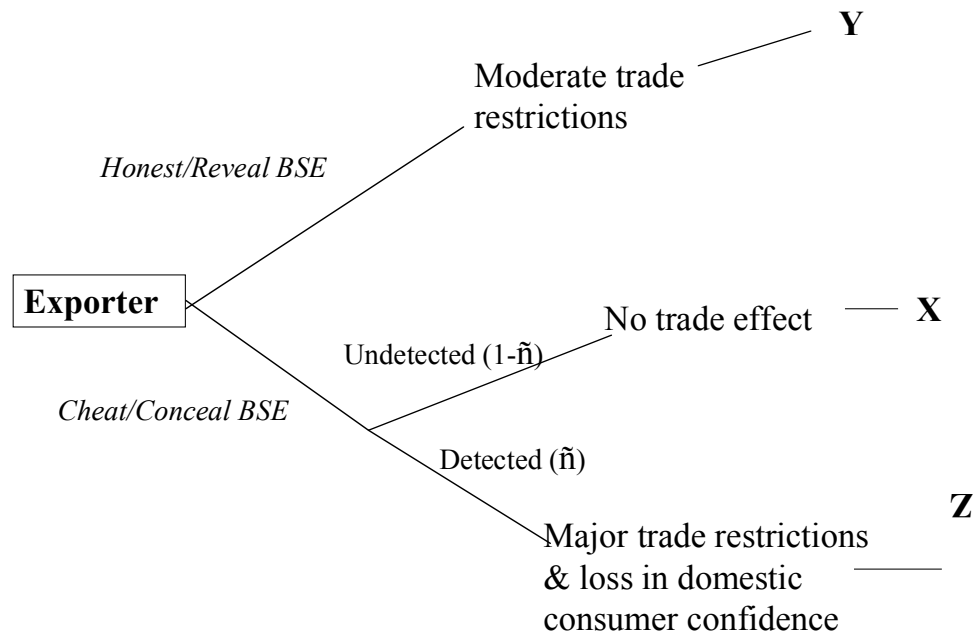 Y
Moderate trade
restrictions
Honest/Reveal BSE
Exporter
No trade effect
X
Undetected (1-ñ)
Cheat/Conceal BSE
Detected (ñ)
Z
Major trade restrictions
& loss in domestic
consumer confidence